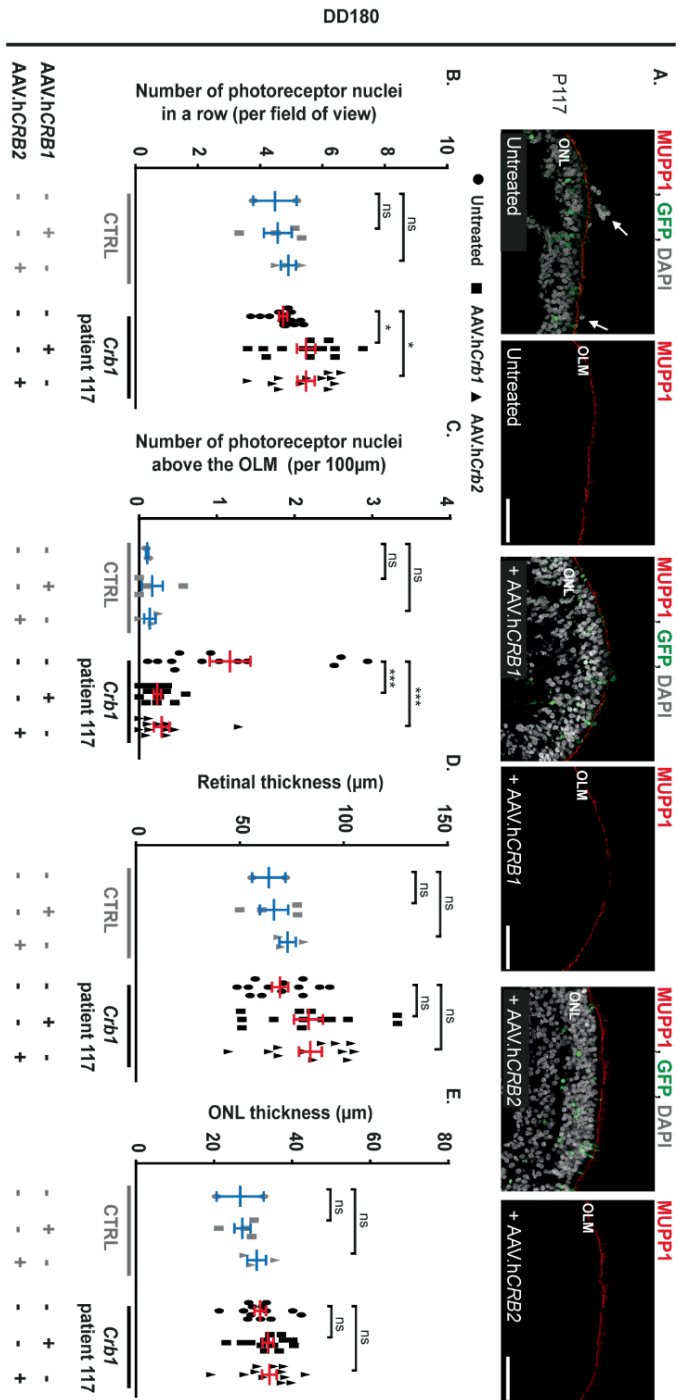 DD180
A.
P117
MUPP1, GFP, DAPI
ONL
Untreated
MUPP1
OLM
Untreated
MUPP1, GFP, DAPI
ONL
+ AAV.hCRB1
MUPP1
OLM
+ AAV.hCRB1
MUPP1, GFP, DAPI
ONL
+ AAV.hCRB2
MUPP1
OLM
+ AAV.hCRB2
● Untreated ■ AAV.hCrb1 ▲ AAV.hCrb2
B.
Number of photoreceptor nuclei
in a row (per field of view)
10
8
6
4
2
0
ns
ns
*
*
CTRL
Crb1
patient 117
C.
Number of photoreceptor nuclei
above the OLM (per 100µm)
4
3
2
1
0
ns
ns
***
***
CTRL
Crb1
patient 117
D.
Retinal thickness (µm)
150
100
50
0
ns
ns
ns
ns
CTRL
Crb1
patient 117
E.
ONL thickness (µm)
80
60
40
20
0
ns
ns
ns
ns
CTRL
Crb1
patient 117
AAV.hCRB1 - + - - + - - + - - + - - + - - + - - + - - + -
AAV.hCRB2 - - + - - + - - + - - + - - + - - + - - + - - +